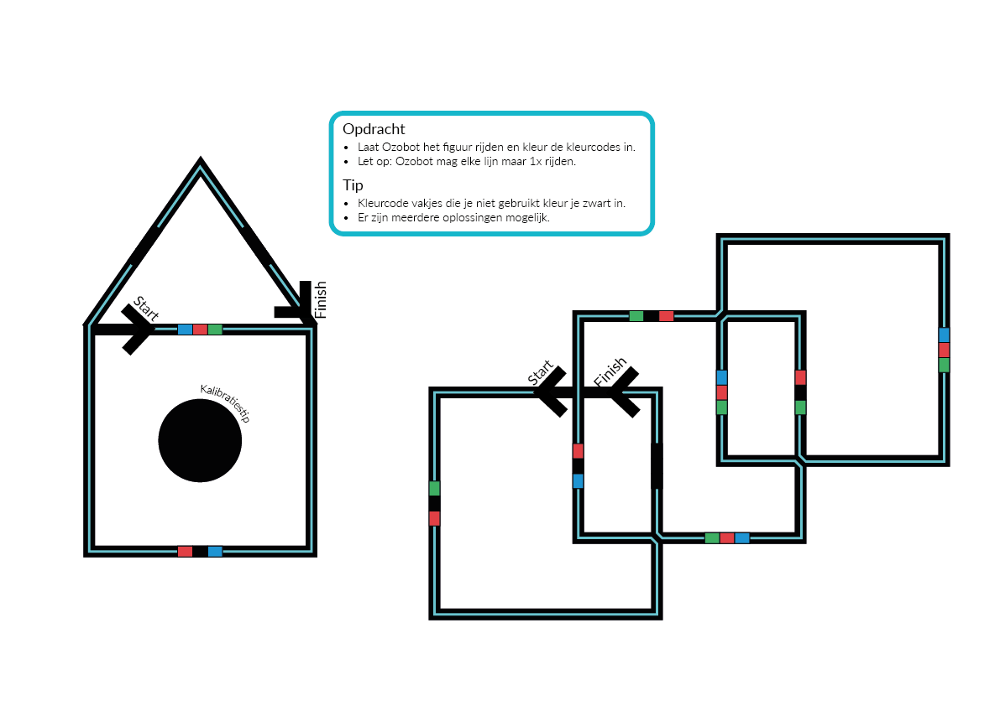 Opdracht
• Laat Ozobot het figuur rijden en kleur de kleurcodes in.
• Let op: Ozobot mag elke lijn maar 1x rijden.
Tip
• Kleurcode vakjes die je niet gebruikt kleur je zwart in.
• Er zijn meerdere oplossingen mogelijk.
Start
Finish
Kalibratiestip
Start
Finish